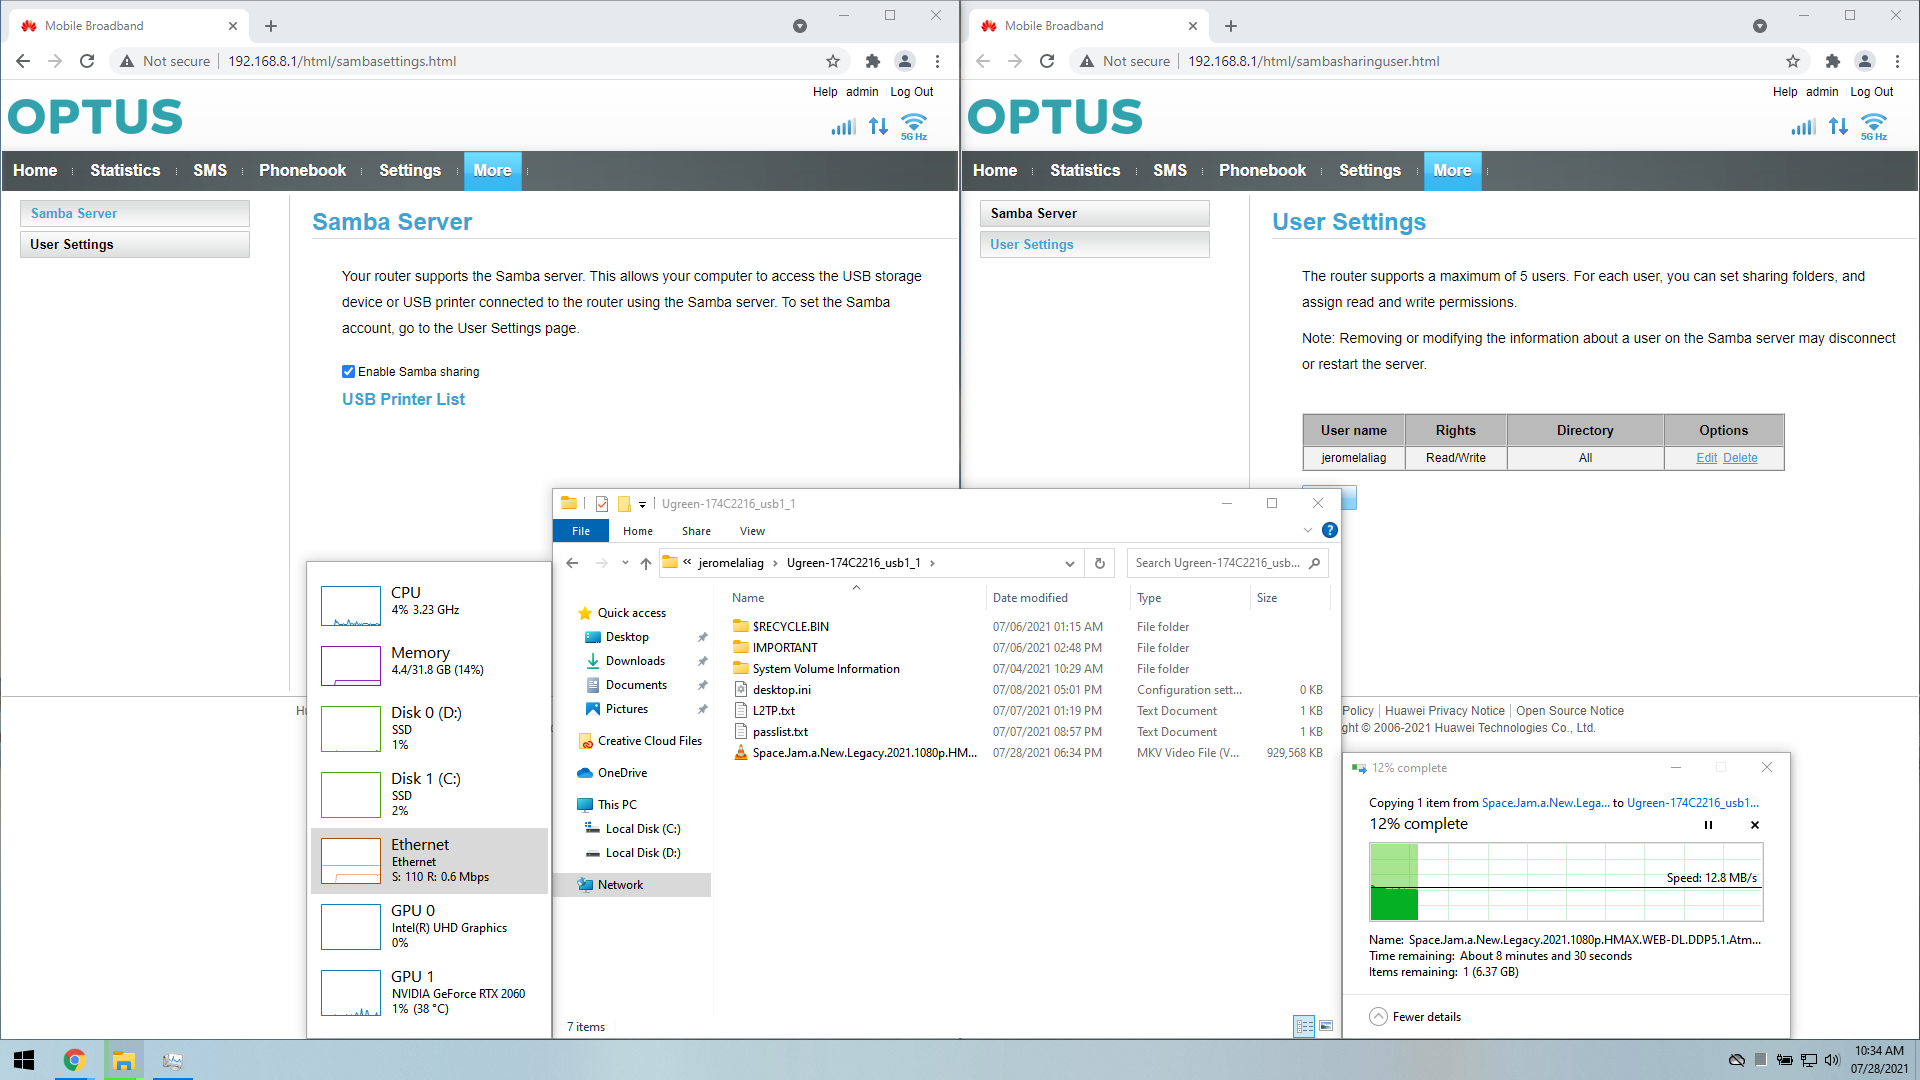 Mobile Broadband
Not secure
192.168.8.1/html/sambasettings.html
Help admin Log Out
OPTUS
5G Hz
Home Statistics SMS Phonebook Settings More
Samba Server
User Settings
Samba Server
Your router supports the Samba server. This allows your computer to access the USB storage
device or USB printer connected to the router using the Samba server. To set the Samba
account, go to the User Settings page.
Enable Samba sharing
USB Printer List
Mobile Broadband
Not secure
192.168.8.1/html/sambasharinguser.html
Help admin Log Out
OPTUS
5G Hz
Home Statistics SMS Phonebook Settings More
Samba Server
User Settings
User Settings
The router supports a maximum of 5 users. For each user, you can set sharing folders, and
assign read and write permissions.
Note: Removing or modifying the information about a user on the Samba server may disconnect
or restart the server.
User name Rights Directory Options
jeromelaliag Read/Write All Edit Delete
Policy | Huawei Privacy Notice | Open Source Notice
© 2006-2021 Huawei Technologies Co., Ltd.
CPU
4% 3.23 GHz
Memory
4.4/31.8 GB (14%)
Disk 0 (D:)
SSD
1%
Disk 1 (C:)
SSD
2%
Ethernet
Ethernet
S: 110 R: 0.6 Mbps
GPU 0
Intel(R) UHD Graphics
0%
GPU 1
NVIDIA GeForce RTX 2060
1% (38 °C)
Ugreen-174C2216_usb1_1
File Home Share View
« jeromelaliag > Ugreen-174C2216_usb1_1 >
Search Ugreen-174C2216_usb...
Quick access
Desktop
Downloads
Documents
Pictures
Creative Cloud Files
OneDrive
This PC
Local Disk (C:)
Local Disk (D:)
Network
Name Date modified Type Size
$RECYCLE.BIN 07/06/2021 01:15 AM File folder
IMPORTANT 07/06/2021 02:48 PM File folder
System Volume Information 07/04/2021 10:29 AM File folder
desktop.ini 07/08/2021 05:01 PM Configuration sett... 0 KB
L2TP.txt 07/07/2021 01:19 PM Text Document 1 KB
passlist.txt 07/07/2021 08:57 PM Text Document 1 KB
Space.Jam.a.New.Legacy.2021.1080p.HM... 07/28/2021 06:34 PM MKV Video File (V... 929,568 KB
7 items
12% complete
Copying 1 item from Space.Jam.a.New.Lega... to Ugreen-174C2216_usb1...
12% complete
Speed: 12.8 MB/s
Name: Space.Jam.a.New.Legacy.2021.1080p.HMAX.WEB-DL.DDP5.1.Atm...
Time remaining: About 8 minutes and 30 seconds
Items remaining: 1 (6.37 GB)
Fewer details
10:34 AM
07/28/2021